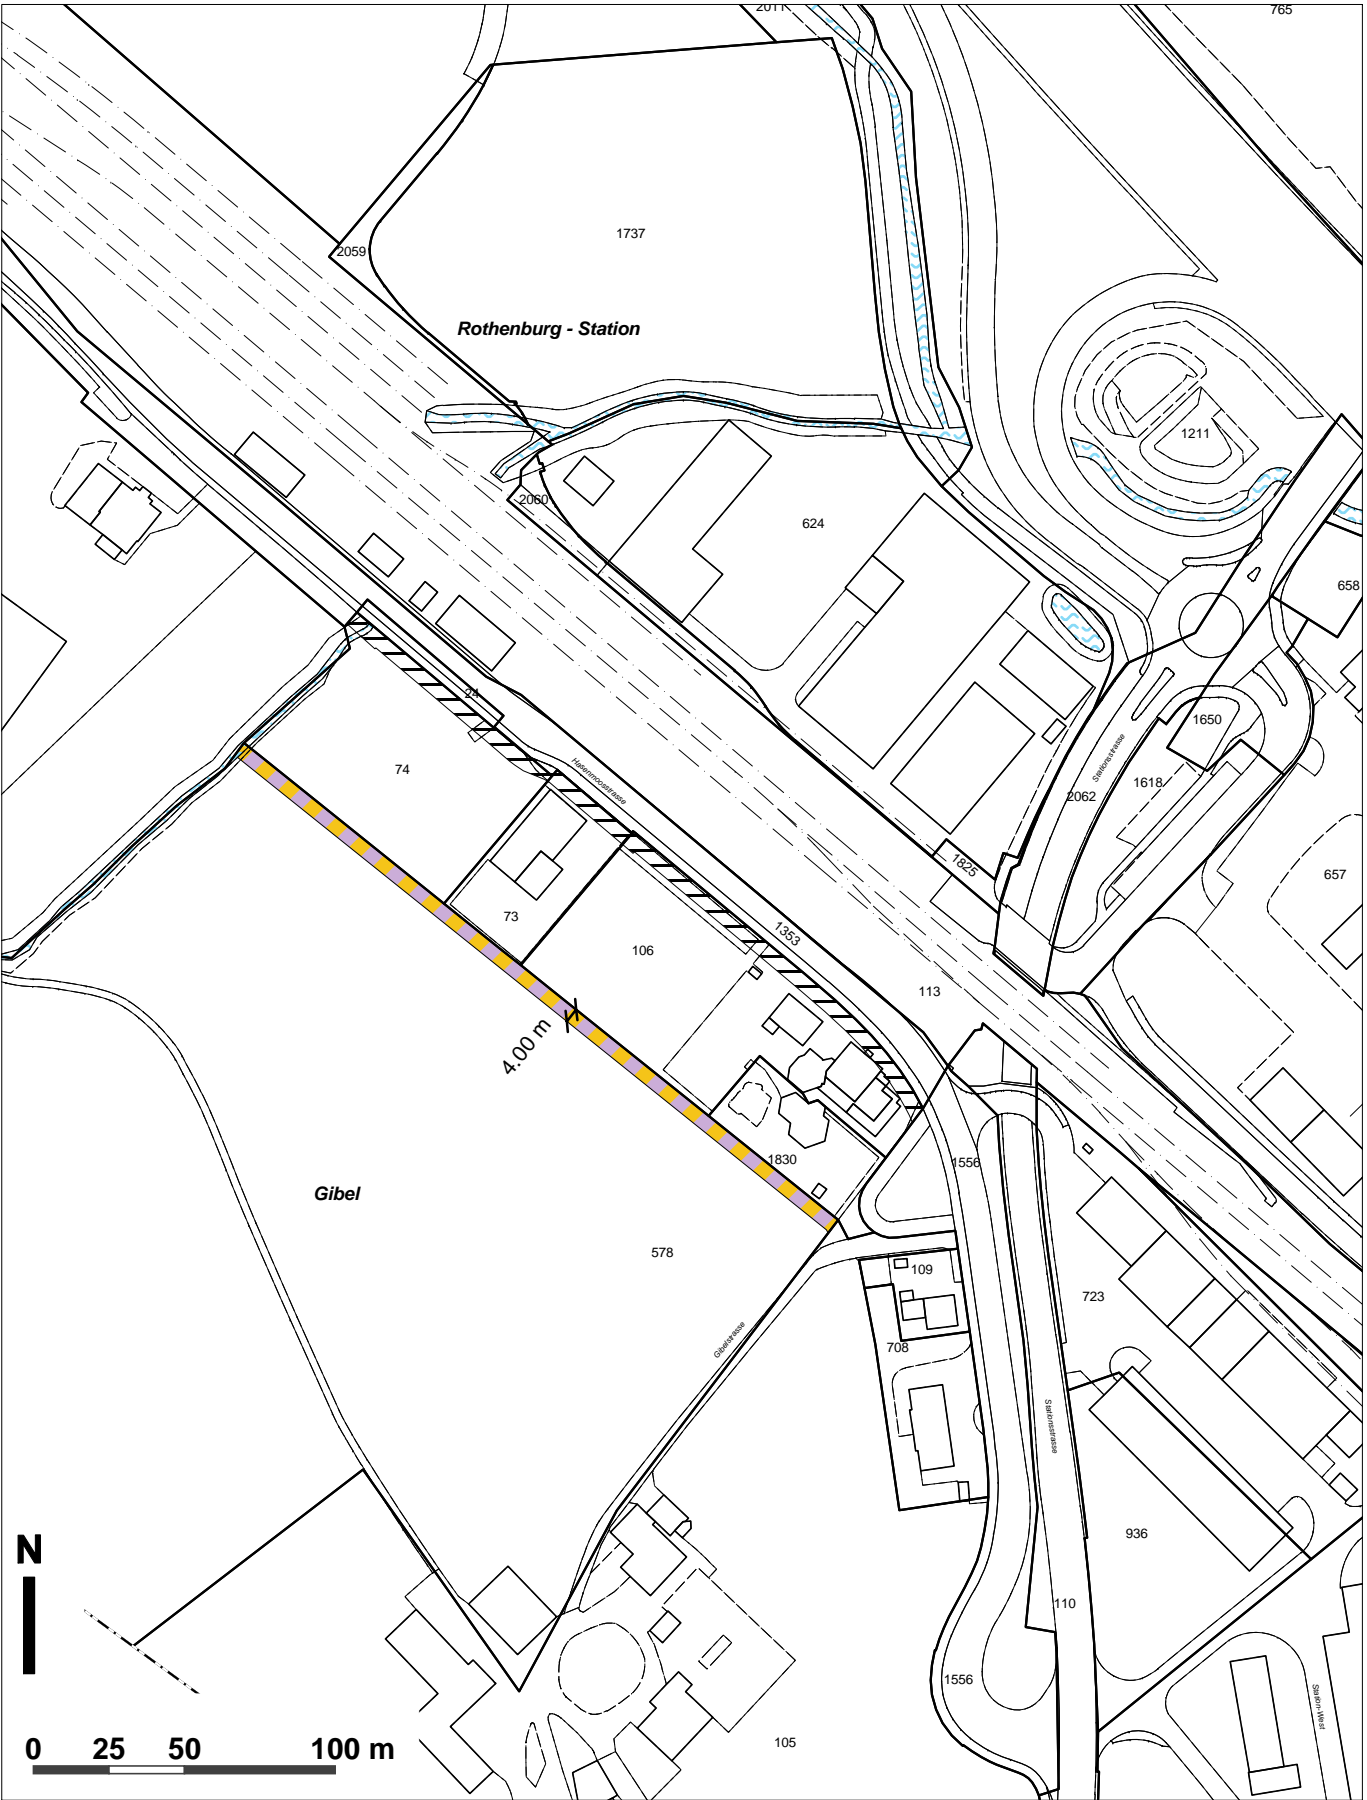 2011
765
1737
2059
Rothenburg - Station
1211
2060
624
658
24
1650
74
Stationsstrasse
1618
Hasenmoosstrasse
2062
1825
657
73
1353
106
113
4.00 m
1830
1556
Gibel
578
109
723
Gibelstrasse
708
Stationsstrasse
936
N
110
1556
Station-West
105
0 25 50 100 m